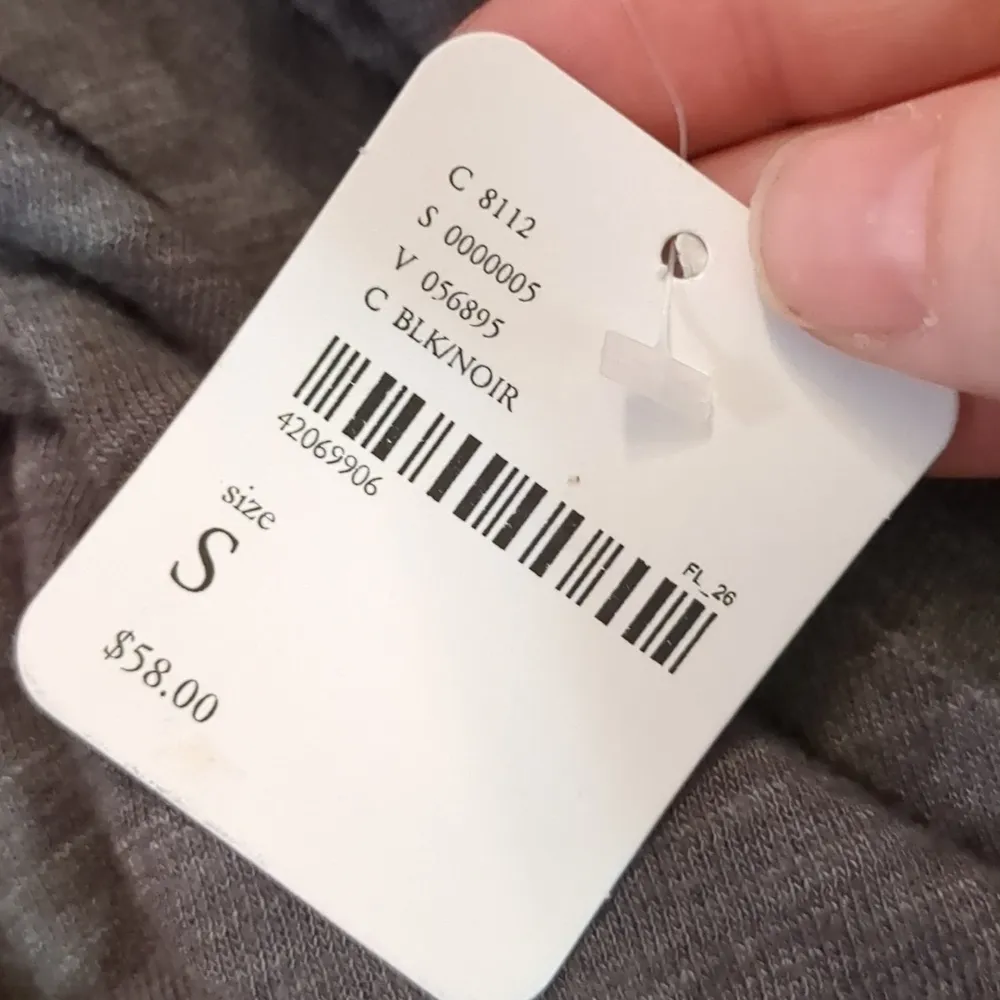 C 8112
S 0000005
V 056895
C BLK/NOIR
42069906
FL_26
size
S
$58.00